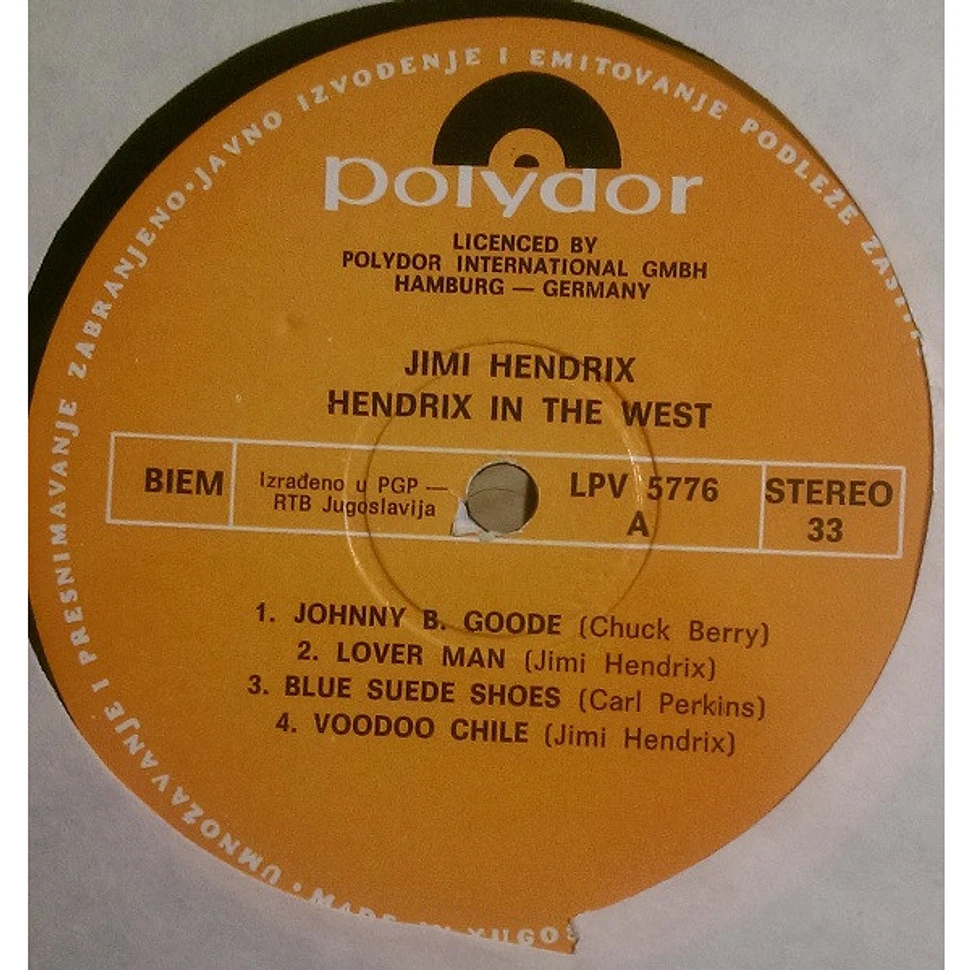 UMNOŽAVANJE I PRESNIMAVANJE ZABRANJENO • JAVNO IZVOĐENJE I EMITOVANJE PODLEŽE
polydor
LICENCED BY
POLYDOR INTERNATIONAL GMBH
HAMBURG — GERMANY
JIMI HENDRIX
HENDRIX IN THE WEST
BIEM
Izrađeno u PGP —
RTB Jugoslavija
LPV 5776
A
STEREO
33
1. JOHNNY B. GOODE (Chuck Berry)
2. LOVER MAN (Jimi Hendrix)
3. BLUE SUEDE SHOES (Carl Perkins)
4. VOODOO CHILE (Jimi Hendrix)
MADE IN